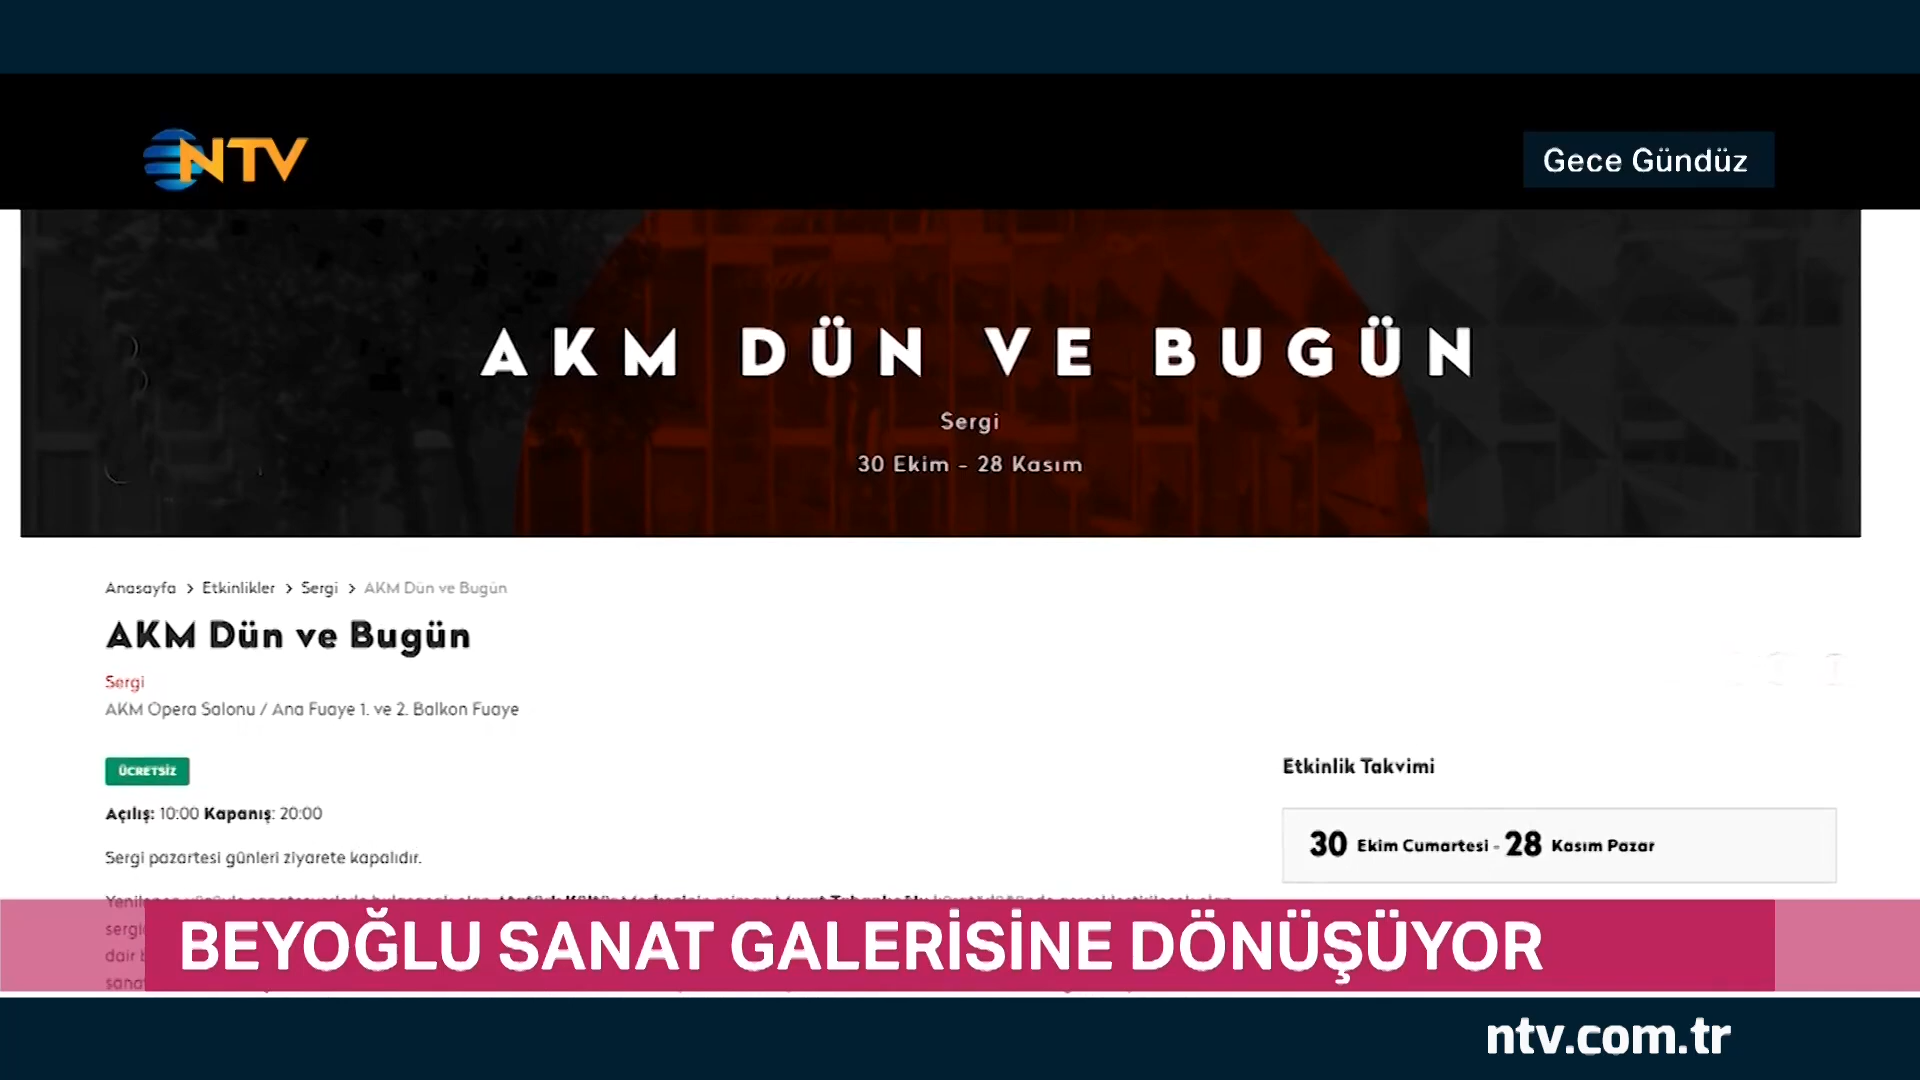 NTV
Gece Gündüz
AKM DÜN VE BUGÜN
Sergi
30 Ekim - 28 Kasım
Anasayfa > Etkinlikler > Sergi > AKM Dün ve Bugün
AKM Dün ve Bugün
Sergi
AKM Opera Salonu / Ana Fuaye 1. ve 2. Balkon Fuaye
ÜCRETSİZ
Açılış: 10:00 Kapanış: 20:00
Sergi pazartesi günleri ziyarete kapalıdır.
Etkinlik Takvimi
30 Ekim Cumartesi - 28 Kasım Pazar
BEYOĞLU SANAT GALERİSİNE DÖNÜŞÜYOR
ntv.com.tr